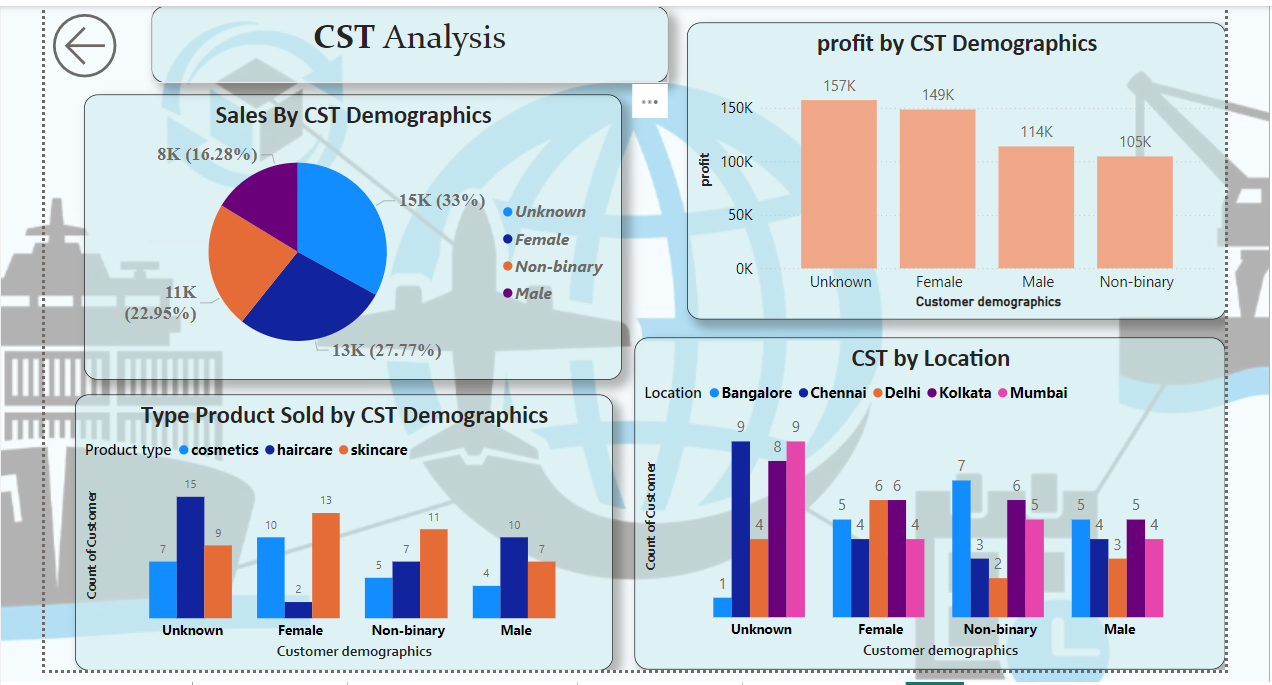 CST Analysis
Sales By CST Demographics
8K (16.28%)
15K (33%)
11K
(22.95%)
13K (27.77%)
Unknown
Female
Non-binary
Male
profit by CST Demographics
profit
150K
100K
50K
0K
157K
149K
114K
105K
Unknown Female Male Non-binary
Customer demographics
Type Product Sold by CST Demographics
Product type cosmetics haircare skincare
Count of Customer
7 15 9 10 2 13 5 7 11 4 10 7
Unknown Female Non-binary Male
Customer demographics
CST by Location
Location Bangalore Chennai Delhi Kolkata Mumbai
Count of Customer
1 9 4 8 9 5 4 6 6 4 7 3 2 6 5 5 4 3 5 4
Unknown Female Non-binary Male
Customer demographics